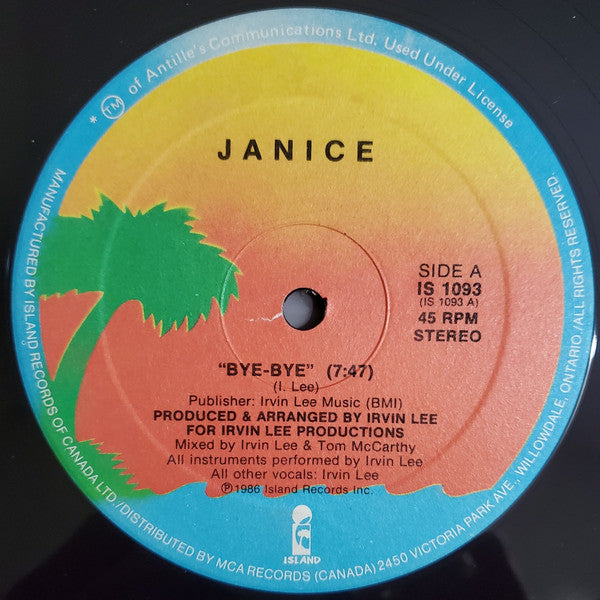 * TM of Antille's Communications Ltd. Used Under License
JANICE
SIDE A
IS 1093
(IS 1093 A)
45 RPM
STEREO
"BYE-BYE" (7:47)
(I. Lee)
Publisher: Irvin Lee Music (BMI)
PRODUCED & ARRANGED BY IRVIN LEE
FOR IRVIN LEE PRODUCTIONS
Mixed by Irvin Lee & Tom McCarthy
All instruments performed by Irvin Lee
All other vocals: Irvin Lee
Ⓟ1986 Island Records Inc.
ISLAND
MANUFACTURED BY ISLAND RECORDS OF CANADA LTD./DISTRIBUTED BY MCA RECORDS (CANADA) 2450 VICTORIA PARK AVE., WILLOWDALE, ONTARIO./ALL RIGHTS RESERVED.